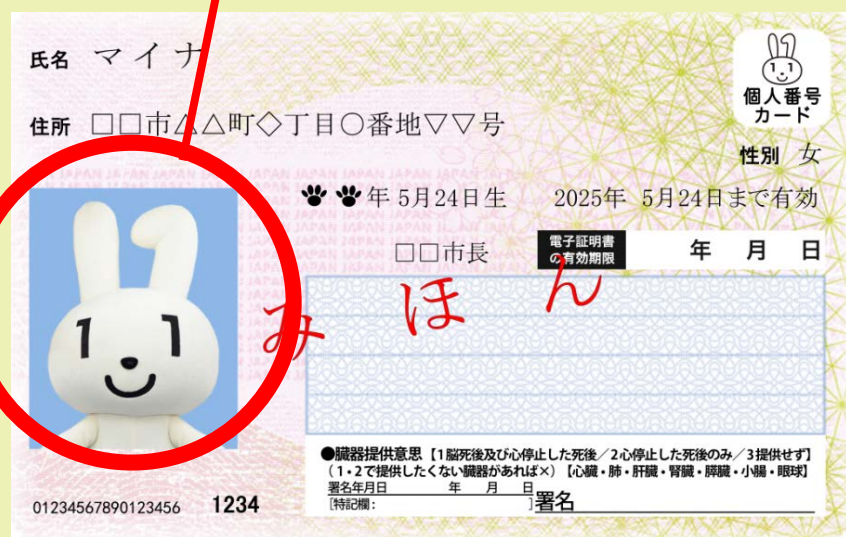 氏名 マイナ
個人番号
カード
住所 □□市△△町◇丁目○番地▽▽号
性別 女
年 5月24日生 2025年 5月24日まで有効
□□市長 電子証明書の有効期限 年 月 日
みほん
●臓器提供意思【1脳死後及び心停止した死後／2心停止した死後のみ／3提供せず】
（1・2で提供したくない臓器があれば×）【心臓・肺・肝臓・腎臓・膵臓・小腸・眼球】
署名年月日 年 月 日
[特記欄： ]署名
01234567890123456 1234